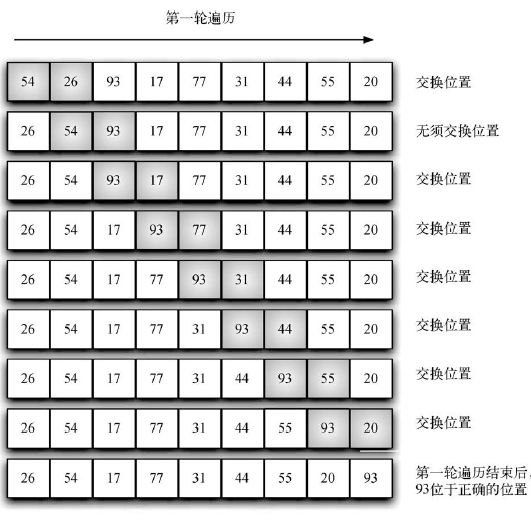 第一轮遍历
54 26 93 17 77 31 44 55 20 交换位置
26 54 93 17 77 31 44 55 20 无须交换位置
26 54 93 17 77 31 44 55 20 交换位置
26 54 17 93 77 31 44 55 20 交换位置
26 54 17 77 93 31 44 55 20 交换位置
26 54 17 77 31 93 44 55 20 交换位置
26 54 17 77 31 44 93 55 20 交换位置
26 54 17 77 31 44 55 93 20 交换位置
26 54 17 77 31 44 55 20 93 第一轮遍历结束后，
93位于正确的位置